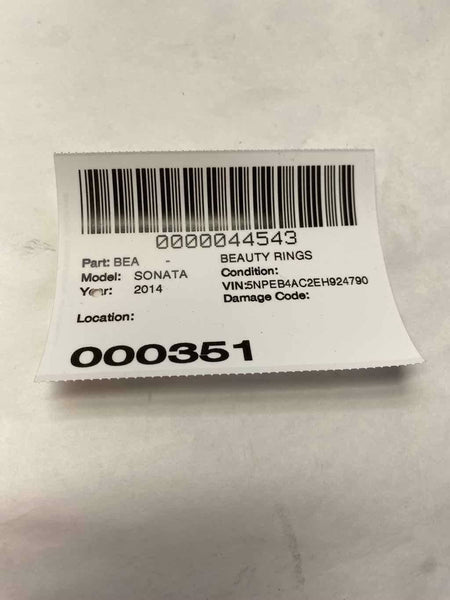 0000044543
Part: BEA - BEAUTY RINGS
Model: SONATA Condition:
Year: 2014 VIN:5NPEB4AC2EH924790
Damage Code:
Location:
000351